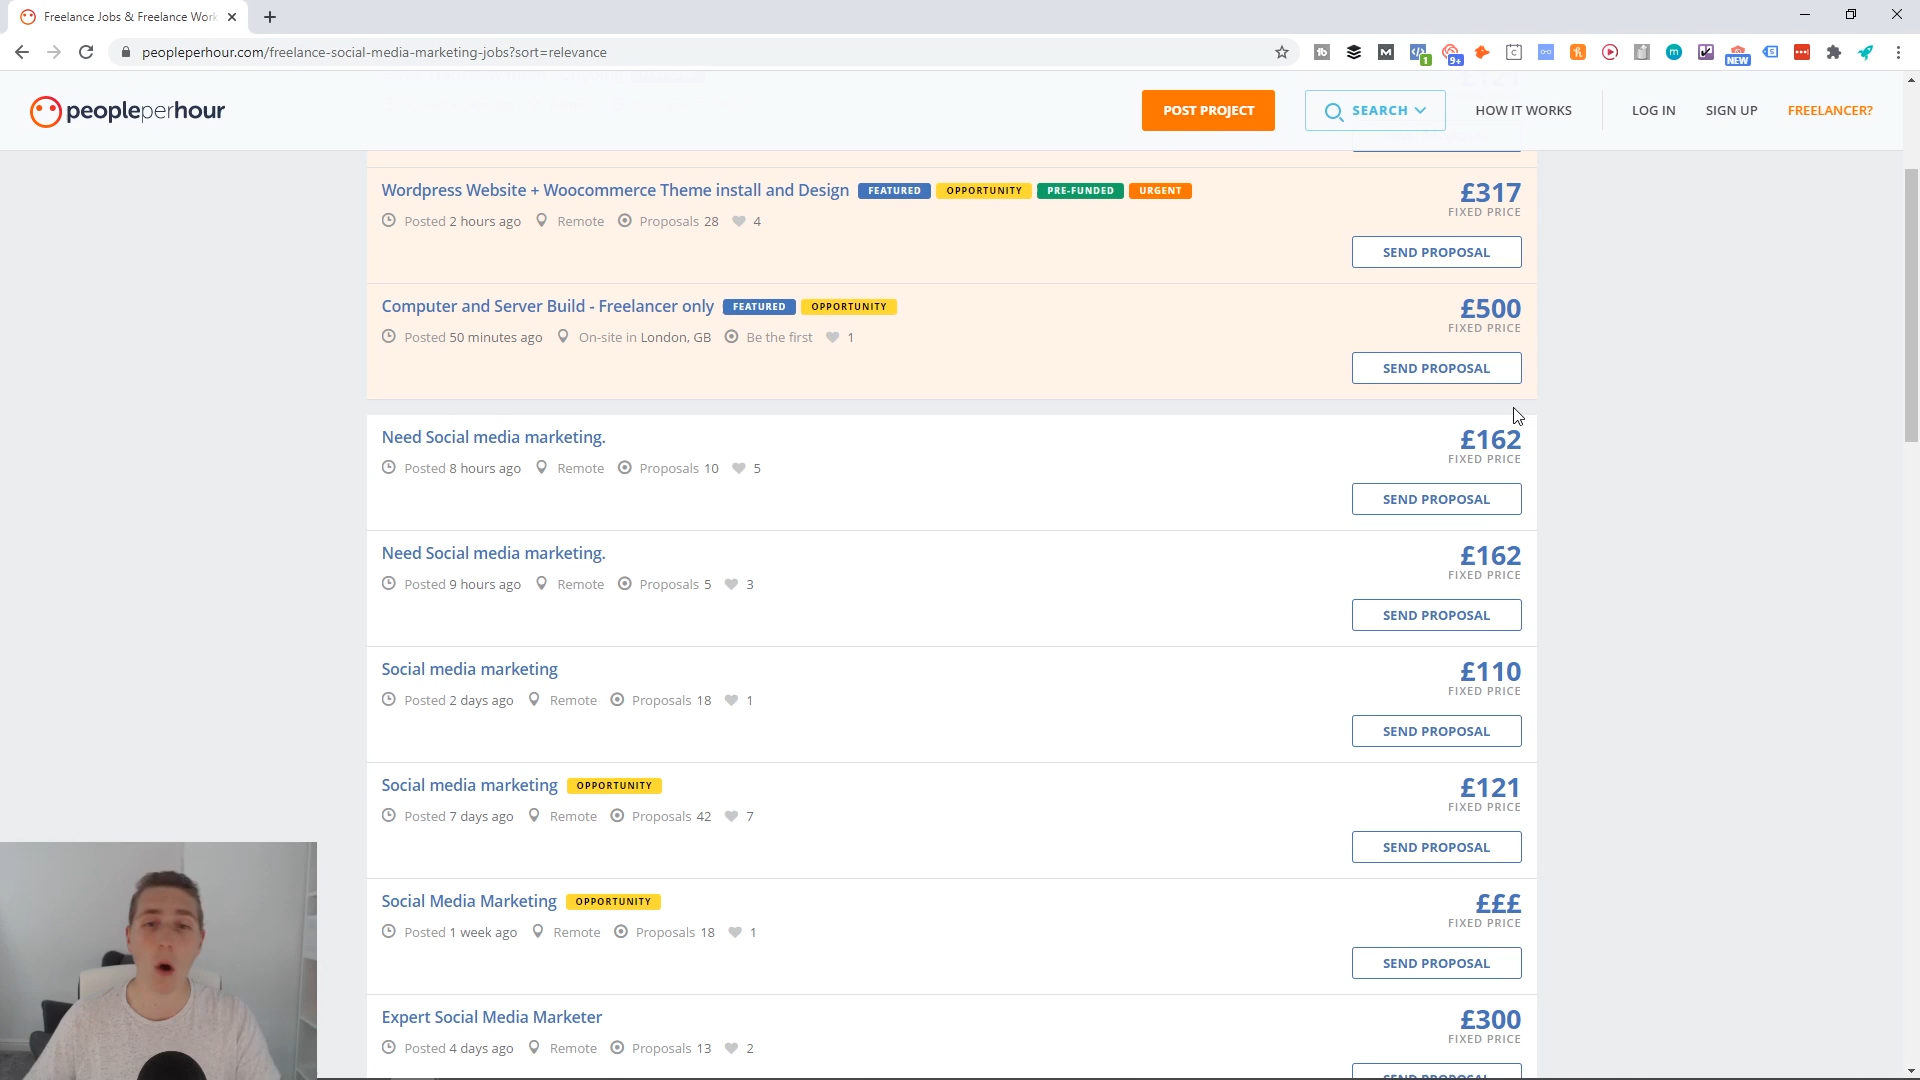 Freelance Jobs & Freelance Work
peopleperhour.com/freelance-social-media-marketing-jobs?sort=relevance
1
9+
NEW
peopleperhour
POST PROJECT
SEARCH
HOW IT WORKS
LOG IN
SIGN UP
FREELANCER?
Wordpress Website + Woocommerce Theme install and Design FEATURED OPPORTUNITY PRE-FUNDED URGENT
£317
FIXED PRICE
Posted 2 hours ago Remote Proposals 28 4
SEND PROPOSAL
Computer and Server Build - Freelancer only FEATURED OPPORTUNITY
£500
FIXED PRICE
Posted 50 minutes ago On-site in London, GB Be the first 1
SEND PROPOSAL
Need Social media marketing.
£162
FIXED PRICE
Posted 8 hours ago Remote Proposals 10 5
SEND PROPOSAL
Need Social media marketing.
£162
FIXED PRICE
Posted 9 hours ago Remote Proposals 5 3
SEND PROPOSAL
Social media marketing
£110
FIXED PRICE
Posted 2 days ago Remote Proposals 18 1
SEND PROPOSAL
Social media marketing OPPORTUNITY
£121
FIXED PRICE
Posted 7 days ago Remote Proposals 42 7
SEND PROPOSAL
Social Media Marketing OPPORTUNITY
£££
FIXED PRICE
Posted 1 week ago Remote Proposals 18 1
SEND PROPOSAL
Expert Social Media Marketer
£300
FIXED PRICE
Posted 4 days ago Remote Proposals 13 2
SEND PROPOSAL